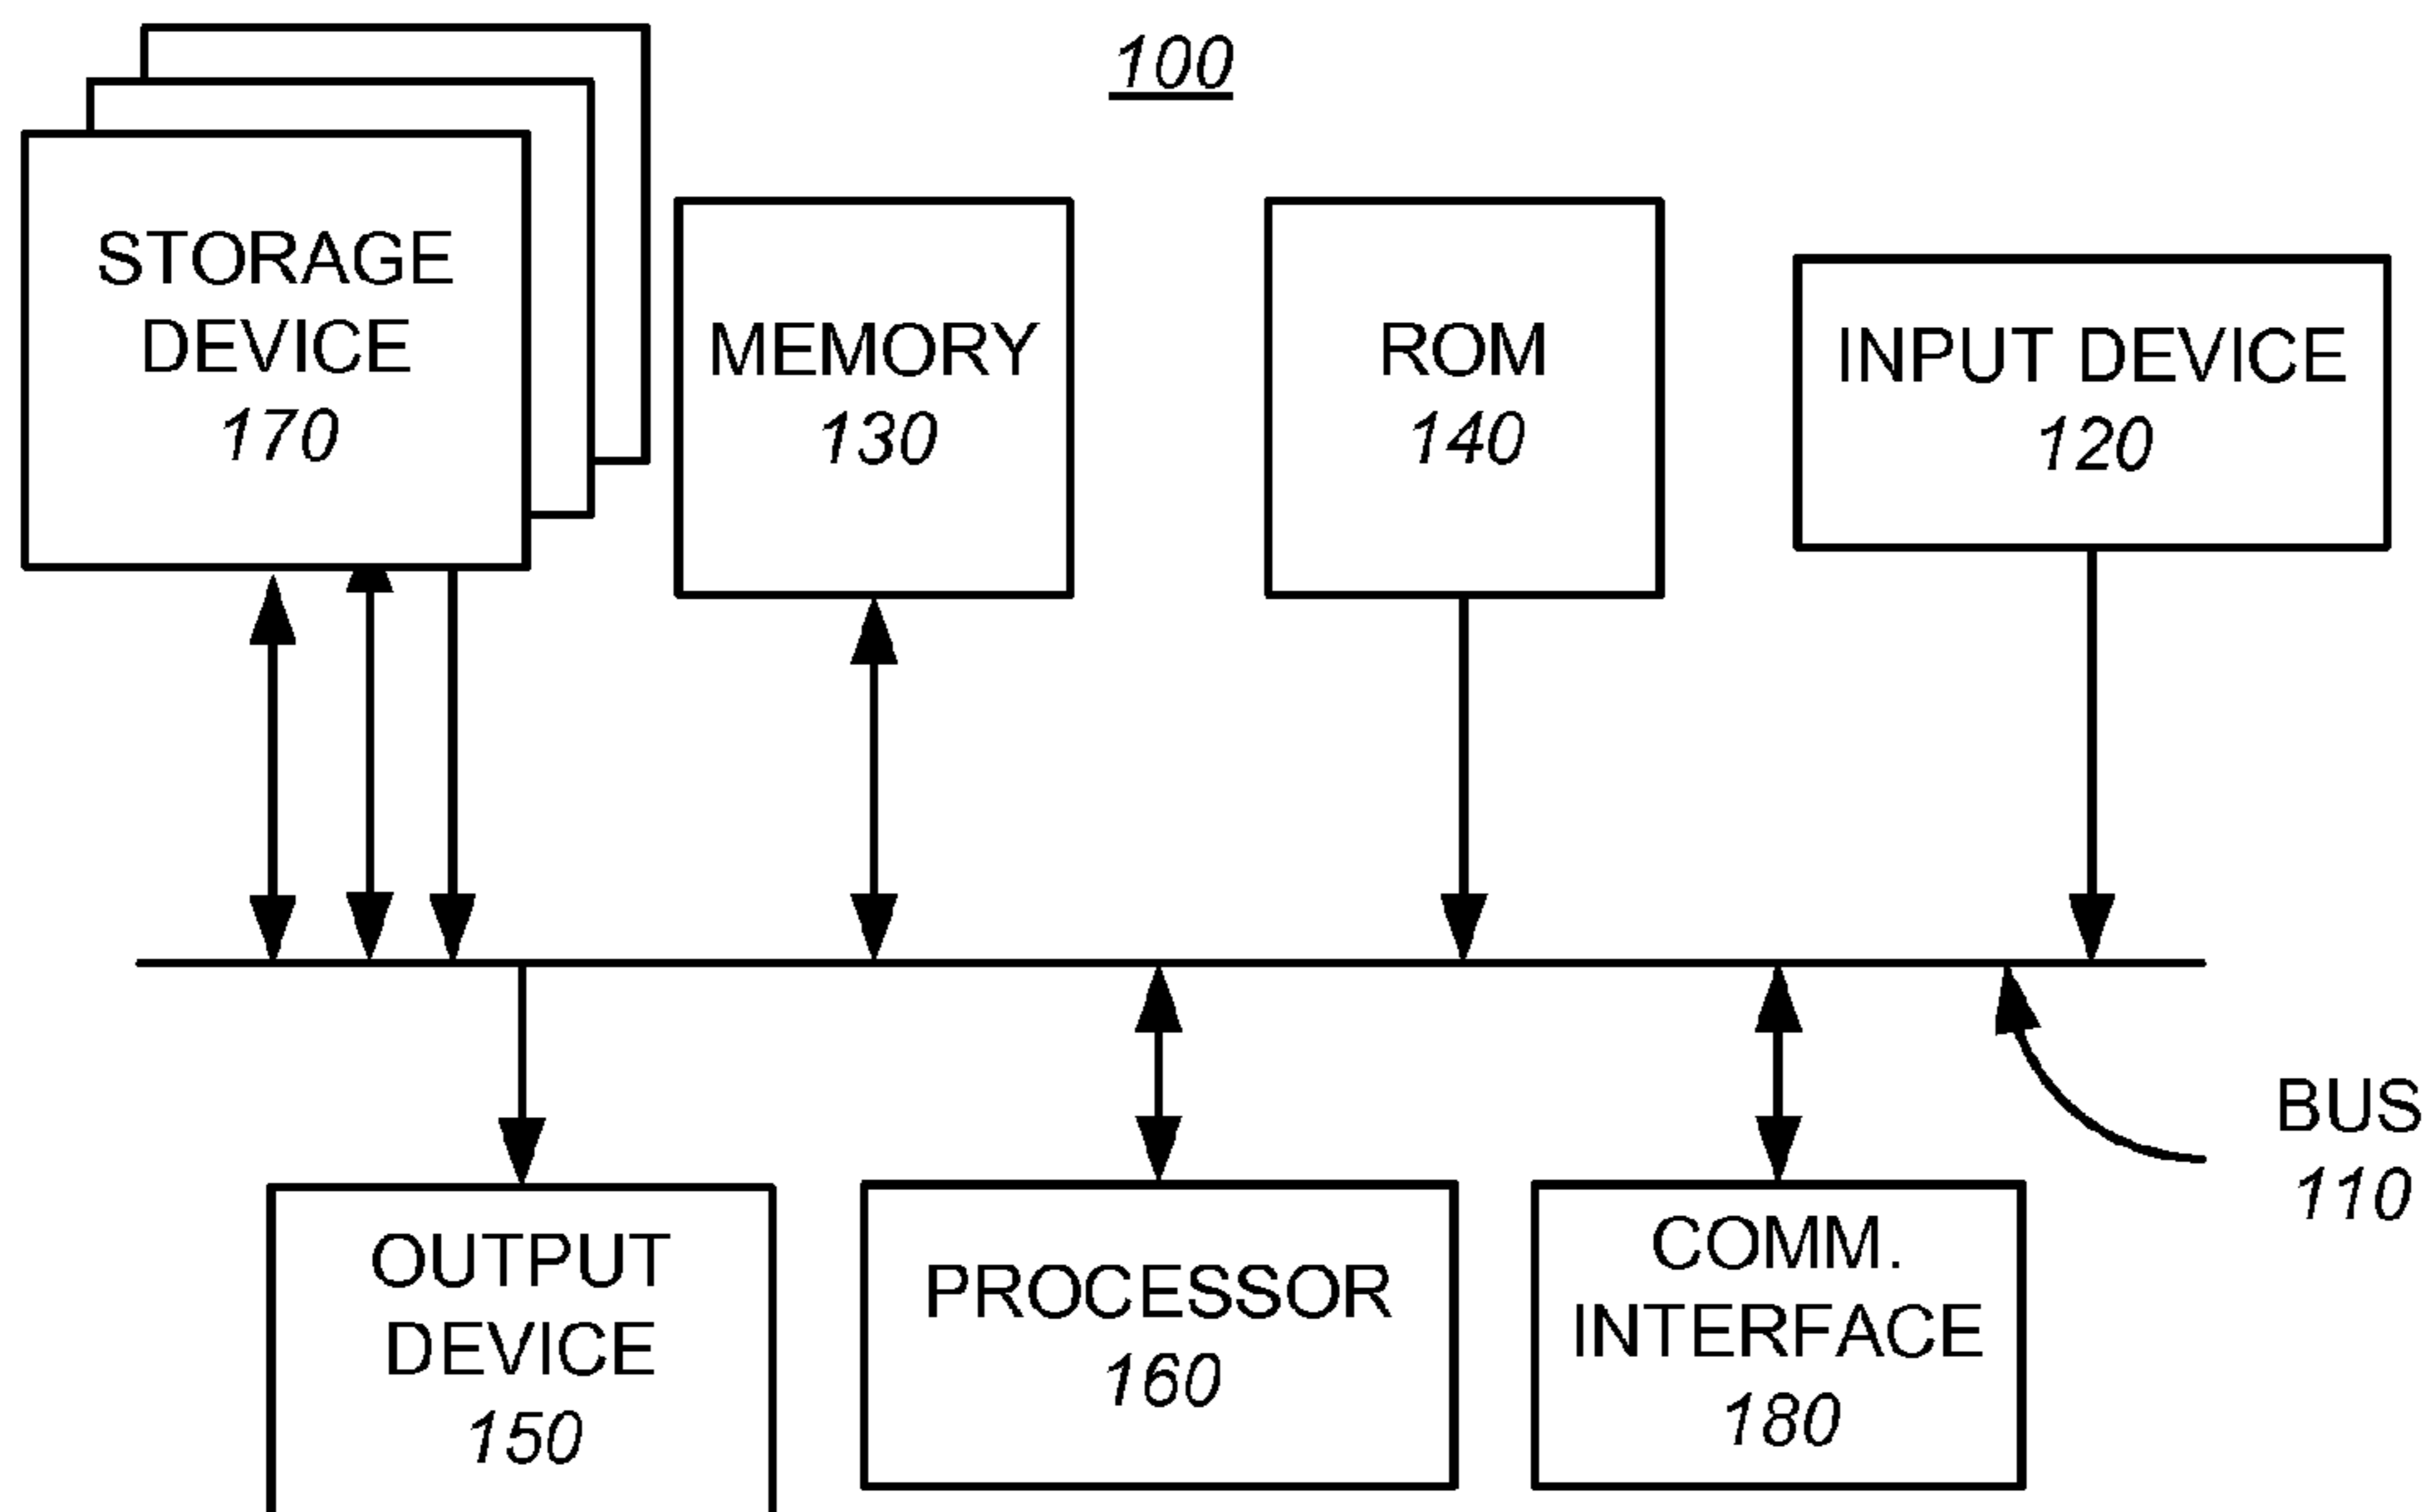 100
STORAGE
DEVICE
170
MEMORY
130
ROM
140
INPUT DEVICE
120
BUS
110
OUTPUT
DEVICE
150
PROCESSOR
160
COMM.
INTERFACE
180